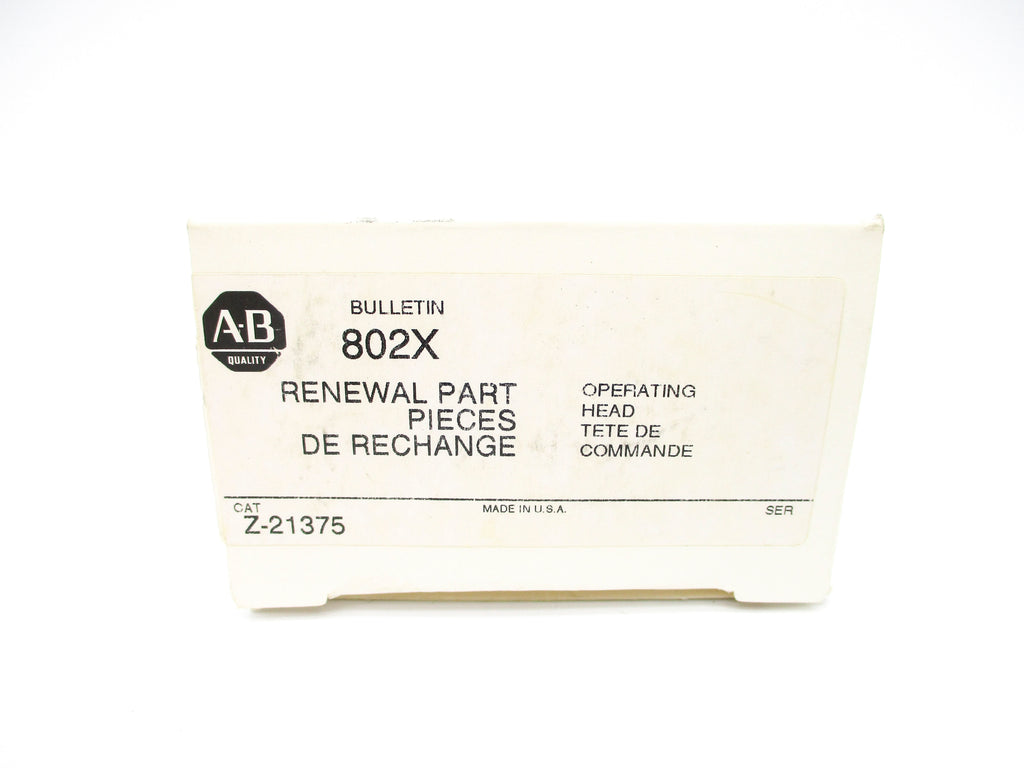 A-B
QUALITY
BULLETIN
802X
RENEWAL PART
PIECES
DE RECHANGE
OPERATING
HEAD
TETE DE
COMMANDE
CAT
Z-21375
MADE IN U.S.A.
SER